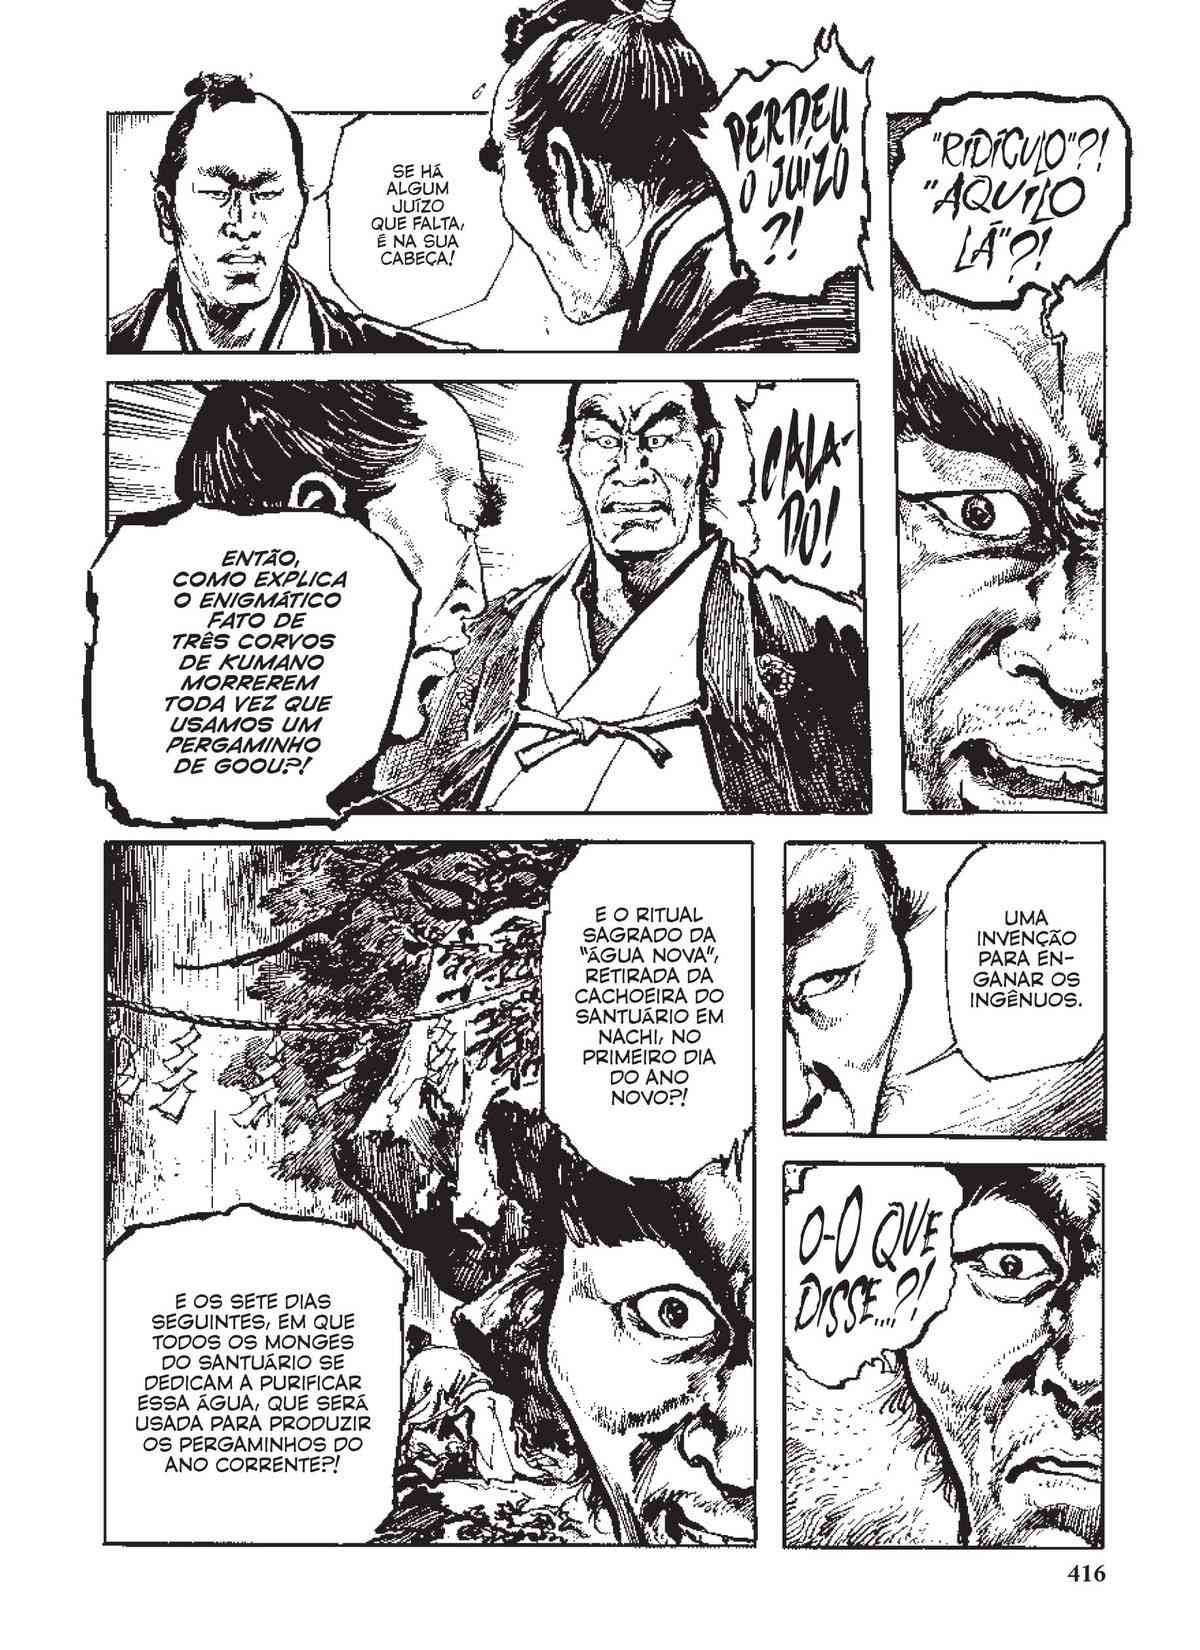 "RIDÍCULO"?!
"AQUILO
LÁ"?!
PERDEU
O JUÍZO
?!
SE HÁ
ALGUM
JUÍZO
QUE FALTA,
É NA SUA
CABEÇA!
CALA-
DO!
ENTÃO,
COMO EXPLICA
O ENIGMÁTICO
FATO DE
TRÊS CORVOS
DE KUMANO
MORREREM
TODA VEZ QUE
USAMOS UM
PERGAMINHO
DE GOOU?!
UMA
INVENÇÃO
PARA EN-
GANAR OS
INGÊNUOS.
O-O QUE
DISSE...?!
E O RITUAL
SAGRADO DA
"ÁGUA NOVA",
RETIRADA DA
CACHOEIRA DO
SANTUÁRIO EM
NACHI, NO
PRIMEIRO DIA
DO ANO
NOVO?!
E OS SETE DIAS
SEGUINTES, EM QUE
TODOS OS MONGES
DO SANTUÁRIO SE
DEDICAM A PURIFICAR
ESSA ÁGUA, QUE SERÁ
USADA PARA PRODUZIR
OS PERGAMINHOS DO
ANO CORRENTE?!
416